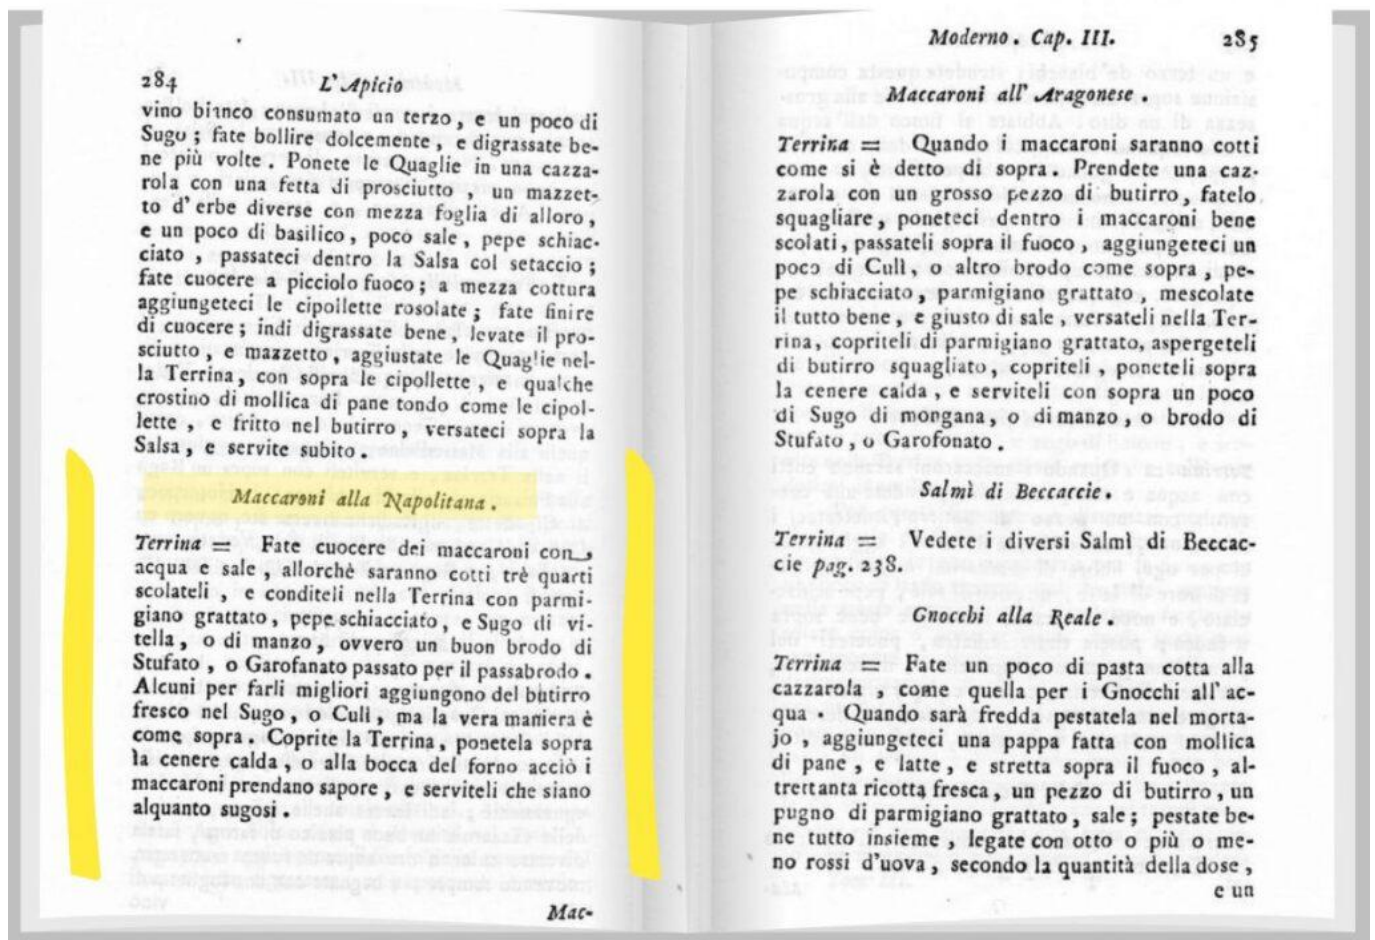 284 L'Apicio
vino bianco consumato un terzo, e un poco di
Sugo; fate bollire dolcemente, e digrassate be-
ne più volte. Ponete le Quaglie in una cazza-
rola con una fetta di prosciutto, un mazzet-
to d'erbe diverse con mezza foglia di alloro,
e un poco di basilico, poco sale, pepe schiac-
ciato, passateci dentro la Salsa col setaccio;
fate cuocere a picciolo fuoco; a mezza cottura
aggiungeteci le cipollette rosolate; fate finire
di cuocere; indi digrassate bene, levate il pro-
sciutto, e mazzetto, aggiustate le Quaglie nel-
la Terrina, con sopra le cipollette, e qualche
crostino di mollica di pane tondo come le cipol-
lette, e fritto nel butirro, versateci sopra la
Salsa, e servite subito.
Maccaroni alla Napolitana.
Terrina = Fate cuocere dei maccaroni con
acqua e sale, allorchè saranno cotti trè quarti
scolateli, e conditeli nella Terrina con parmi-
giano grattato, pepe schiacciato, e Sugo di vi-
tella, o di manzo, ovvero un buon brodo di
Stufato, o Garofanato passato per il passabrodo.
Alcuni per farli migliori aggiungono del butirro
fresco nel Sugo, o Culì, ma la vera maniera è
come sopra. Coprite la Terrina, ponetela sopra
la cenere calda, o alla bocca del forno acciò i
maccaroni prendano sapore, e serviteli che siano
alquanto sugosi.
Mac-
Moderno. Cap. III. 285
Maccaroni all'Aragonese.
Terrina = Quando i maccaroni saranno cotti
come si è detto di sopra. Prendete una caz-
zarola con un grosso pezzo di butirro, fatelo
squagliare, poneteci dentro i maccaroni bene
scolati, passateli sopra il fuoco, aggiungeteci un
poco di Culì, o altro brodo come sopra, pe-
pe schiacciato, parmigiano grattato, mescolate
il tutto bene, e giusto di sale, versateli nella Ter-
rina, copriteli di parmigiano grattato, aspergeteli
di butirro squagliato, copriteli, poneteli sopra
la cenere calda, e serviteli con sopra un poco
di Sugo di mongana, o di manzo, o brodo di
Stufato, o Garofonato.
Salmì di Beccaccie.
Terrina = Vedete i diversi Salmì di Beccac-
cie pag. 238.
Gnocchi alla Reale.
Terrina = Fate un poco di pasta cotta alla
cazzarola, come quella per i Gnocchi all'ac-
qua. Quando sarà fredda pestatela nel morta-
jo, aggiungeteci una pappa fatta con mollica
di pane, e latte, e stretta sopra il fuoco, al-
trettanta ricotta fresca, un pezzo di butirro, un
pugno di parmigiano grattato, sale; pestate be-
ne tutto insieme, legate con otto o più o me-
no rossi d'uova, secondo la quantità della dose,
e un